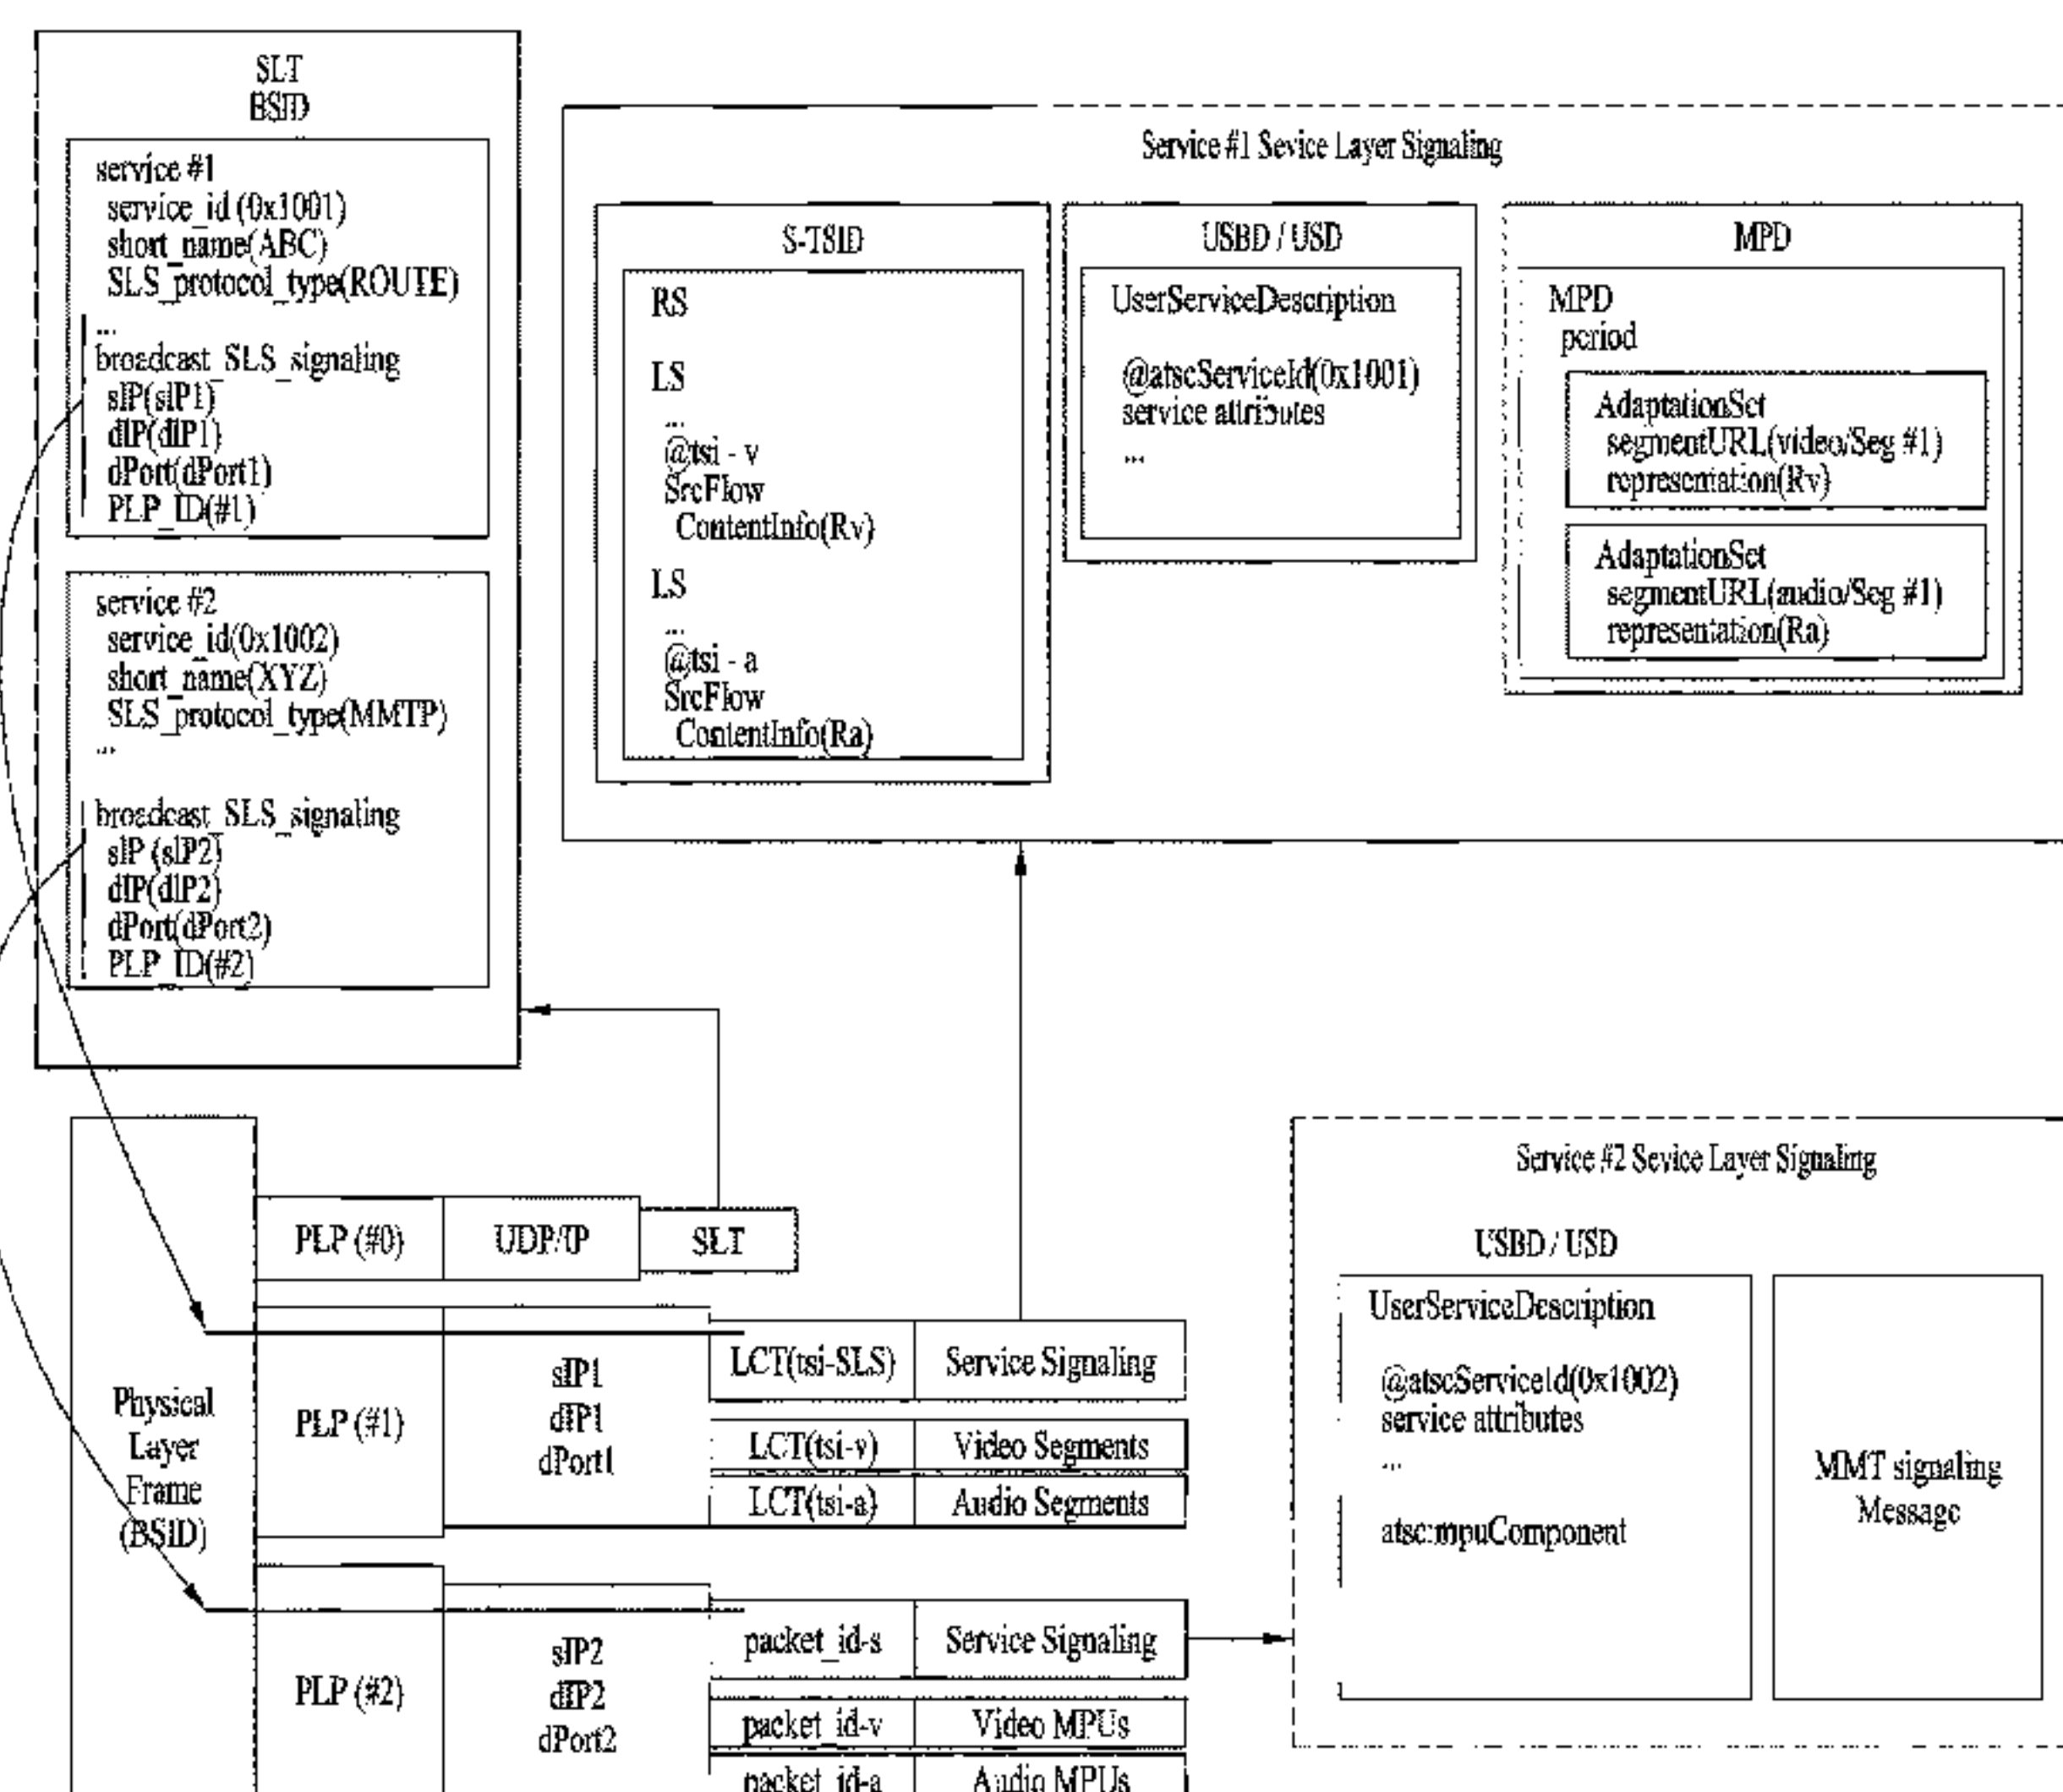 SLT
BSID
service #1
service_id (0x1001)
short_name(ABC)
SLS_protocol_type(ROUTE)
...
broadcast_SLS_signaling
sIP(sIP1)
dIP(dIP1)
dPort(dPort1)
PLP_ID(#1)
service #2
service_id(0x1002)
short_name(XYZ)
SLS_protocol_type(MMTP)
...
broadcast_SLS_signaling
sIP (sIP2)
dIP(dIP2)
dPort(dPort2)
PLP_ID(#2)
Service #1 Sevice Layer Signaling
S-TSID
RS
LS
...
@tsi - v
SrcFlow
ContentInfo(Rv)
LS
...
@tsi - a
SrcFlow
ContentInfo(Ra)
USBD / USD
UserServiceDescription
@atscServiceId(0x1001)
service attributes
...
MPD
MPD
period
AdaptationSet
segmentURL(video/Seg #1)
representation(Rv)
AdaptationSet
segmentURL(audio/Seg #1)
representation(Ra)
Physical
Layer
Frame
(BSID)
PLP (#0)
UDP/IP
SLT
PLP (#1)
sIP1
dIP1
dPort1
LCT(tsi-SLS)
Service Signaling
LCT(tsi-v)
Video Segments
LCT(tsi-a)
Audio Segments
PLP (#2)
sIP2
dIP2
dPort2
packet_id-s
Service Signaling
packet_id-v
Video MPUs
packet_id-a
Audio MPUs
Service #2 Sevice Layer Signaling
USBD / USD
UserServiceDescription
@atscServiceId(0x1002)
service attributes
...
atsc:mpuComponent
MMT signaling
Message